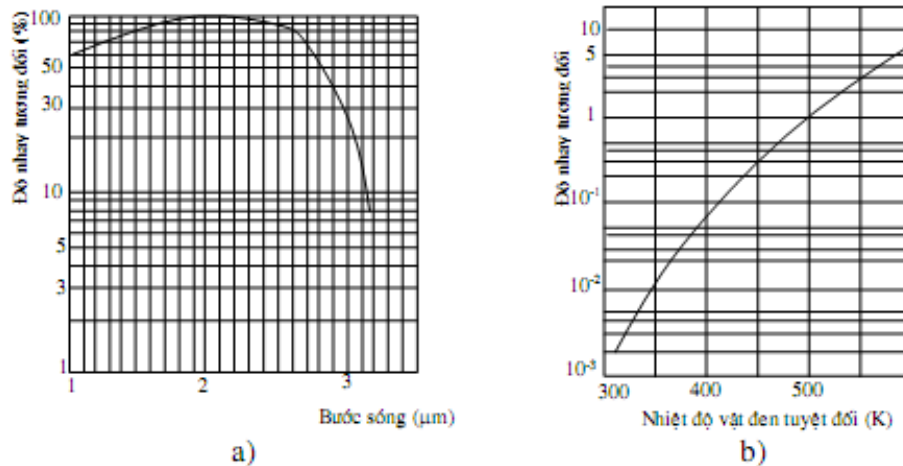 Độ nhạy tương đối (%)
100
50
30
10
5
3
1
1 2 3
Bước sóng (μm)
a)
Độ nhạy tương đối
10
5
1
10-1
10-2
10-3
300 400 500
Nhiệt độ vật đen tuyệt đối (K)
b)